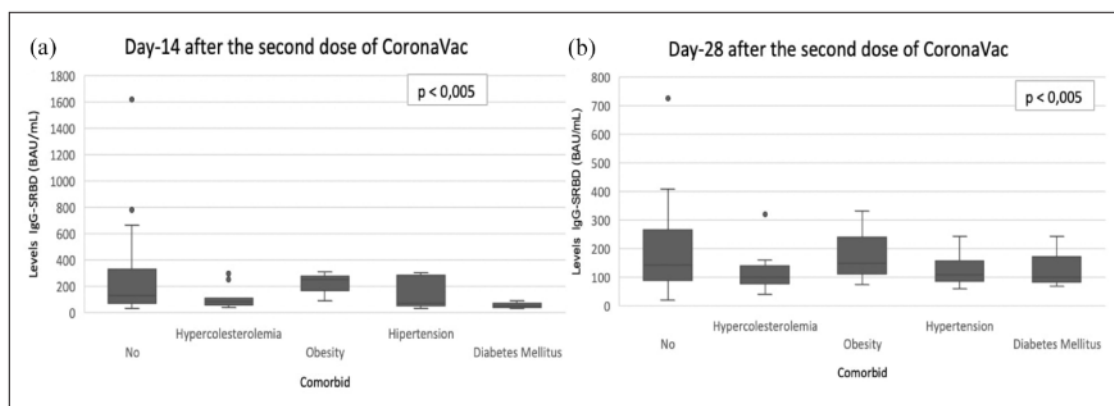 (a)
Day-14 after the second dose of CoronaVac
p < 0,005
Levels IgG-SRBD (BAU/mL)
1800
1600
1400
1200
1000
800
600
400
200
0
Hypercolesterolemia
Hipertension
No
Obesity
Diabetes Mellitus
Comorbid
(b)
Day-28 after the second dose of CoronaVac
p < 0,005
Levels IgG-SRBD (BAU/mL)
800
700
600
500
400
300
200
100
0
Hypercolesterolemia
Hypertension
No
Obesity
Diabetes Mellitus
Comorbid